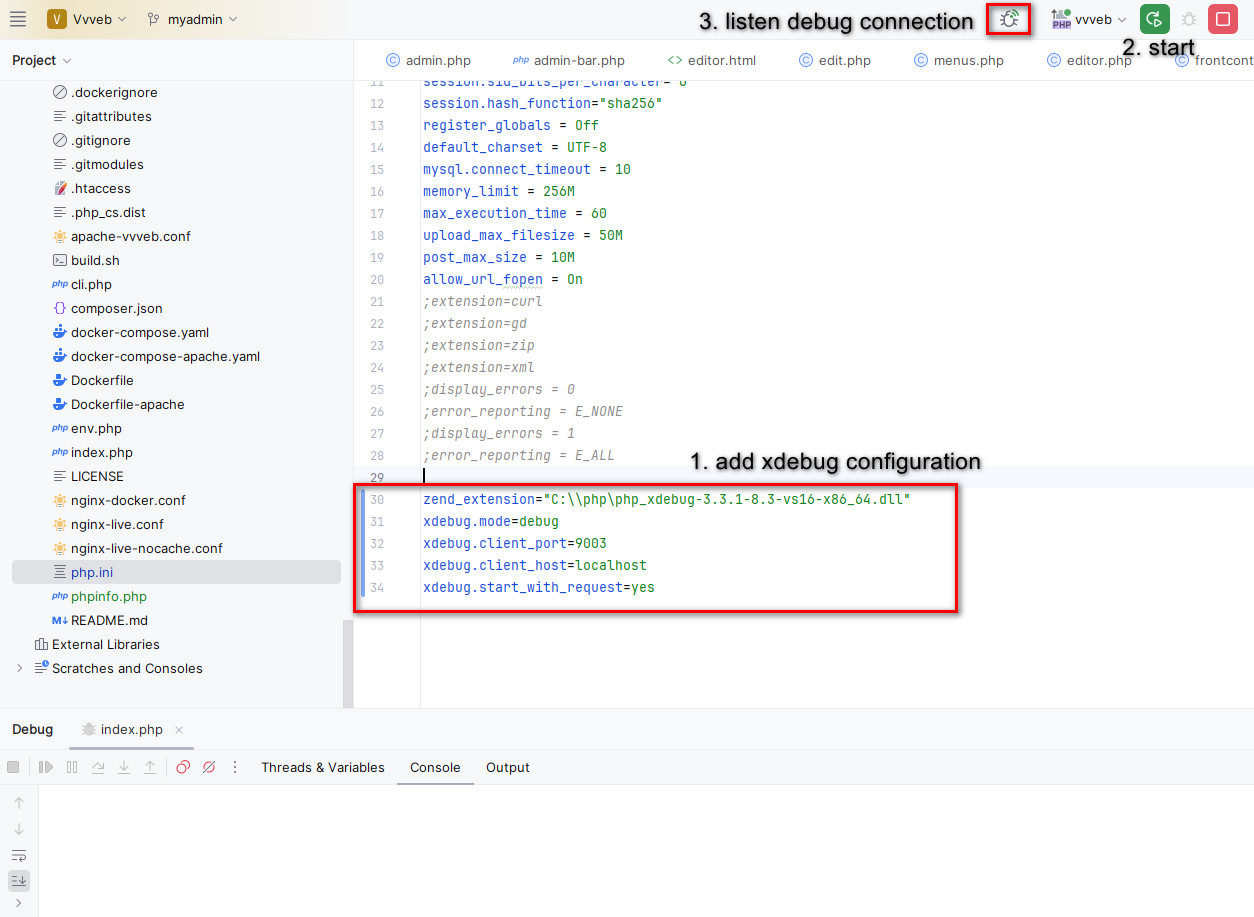 V Vvveb myadmin 3. listen debug connection PHP vvveb
2. start
Project
admin.php php admin-bar.php <> editor.html C edit.php C menus.php C editor.php C frontcont
.dockerignore
.gitattributes
.gitignore
.gitmodules
.htaccess
.php_cs.dist
apache-vvveb.conf
build.sh
php cli.php
{} composer.json
docker-compose.yaml
docker-compose-apache.yaml
Dockerfile
Dockerfile-apache
php env.php
php index.php
LICENSE
nginx-docker.conf
nginx-live.conf
nginx-live-nocache.conf
php.ini
php phpinfo.php
M↓ README.md
External Libraries
Scratches and Consoles
11 session.sid_bits_per_character= 6
12 session.hash_function="sha256"
13 register_globals = Off
14 default_charset = UTF-8
15 mysql.connect_timeout = 10
16 memory_limit = 256M
17 max_execution_time = 60
18 upload_max_filesize = 50M
19 post_max_size = 10M
20 allow_url_fopen = On
21 ;extension=curl
22 ;extension=gd
23 ;extension=zip
24 ;extension=xml
25 ;display_errors = 0
26 ;error_reporting = E_NONE
27 ;display_errors = 1
28 ;error_reporting = E_ALL
1. add xdebug configuration
29
30 zend_extension="C:\\php\php_xdebug-3.3.1-8.3-vs16-x86_64.dll"
31 xdebug.mode=debug
32 xdebug.client_port=9003
33 xdebug.client_host=localhost
34 xdebug.start_with_request=yes
Debug index.php
Threads & Variables Console Output